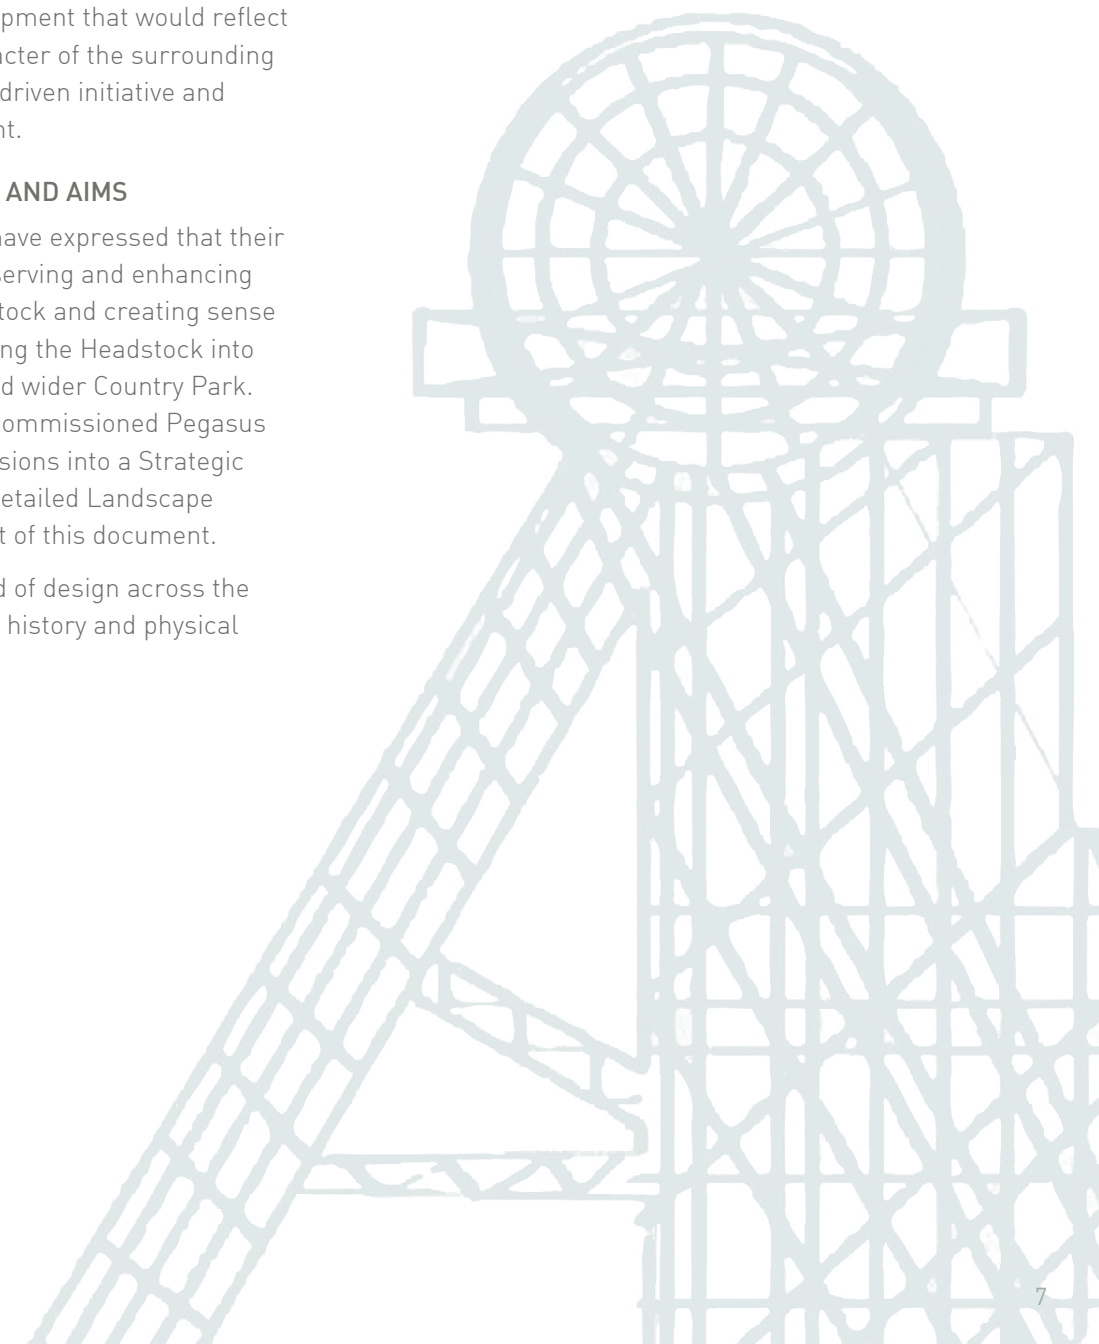 pment that would reflect
acter of the surrounding
driven initiative and
nt.
AND AIMS
have expressed that their
serving and enhancing
tock and creating sense
ng the Headstock into
d wider Country Park.
ommissioned Pegasus
sions into a Strategic
etailed Landscape
t of this document.
d of design across the
history and physical
7